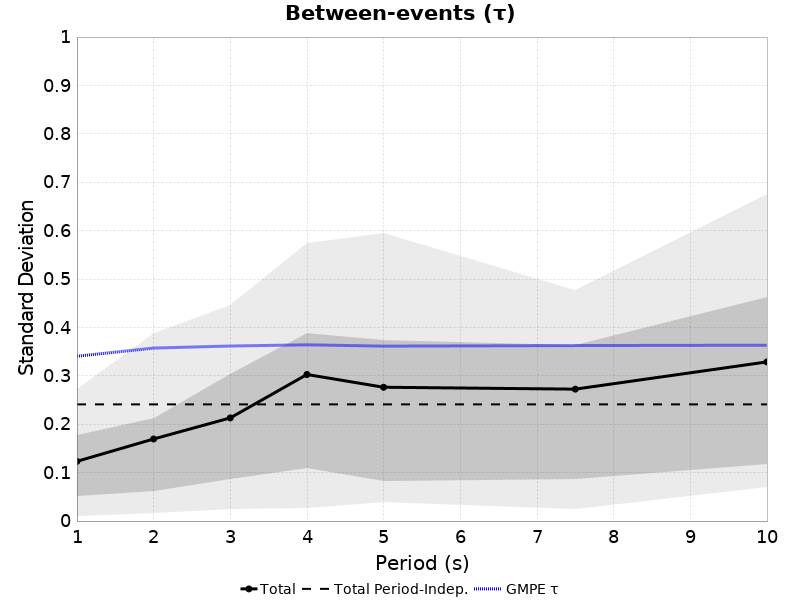 Between-events (τ)
1
0.9
0.8
0.7
0.6
0.5
0.4
0.3
0.2
0.1
0
Standard Deviation
1 2 3 4 5 6 7 8 9 10
Period (s)
Total Total Period-Indep. GMPE τ